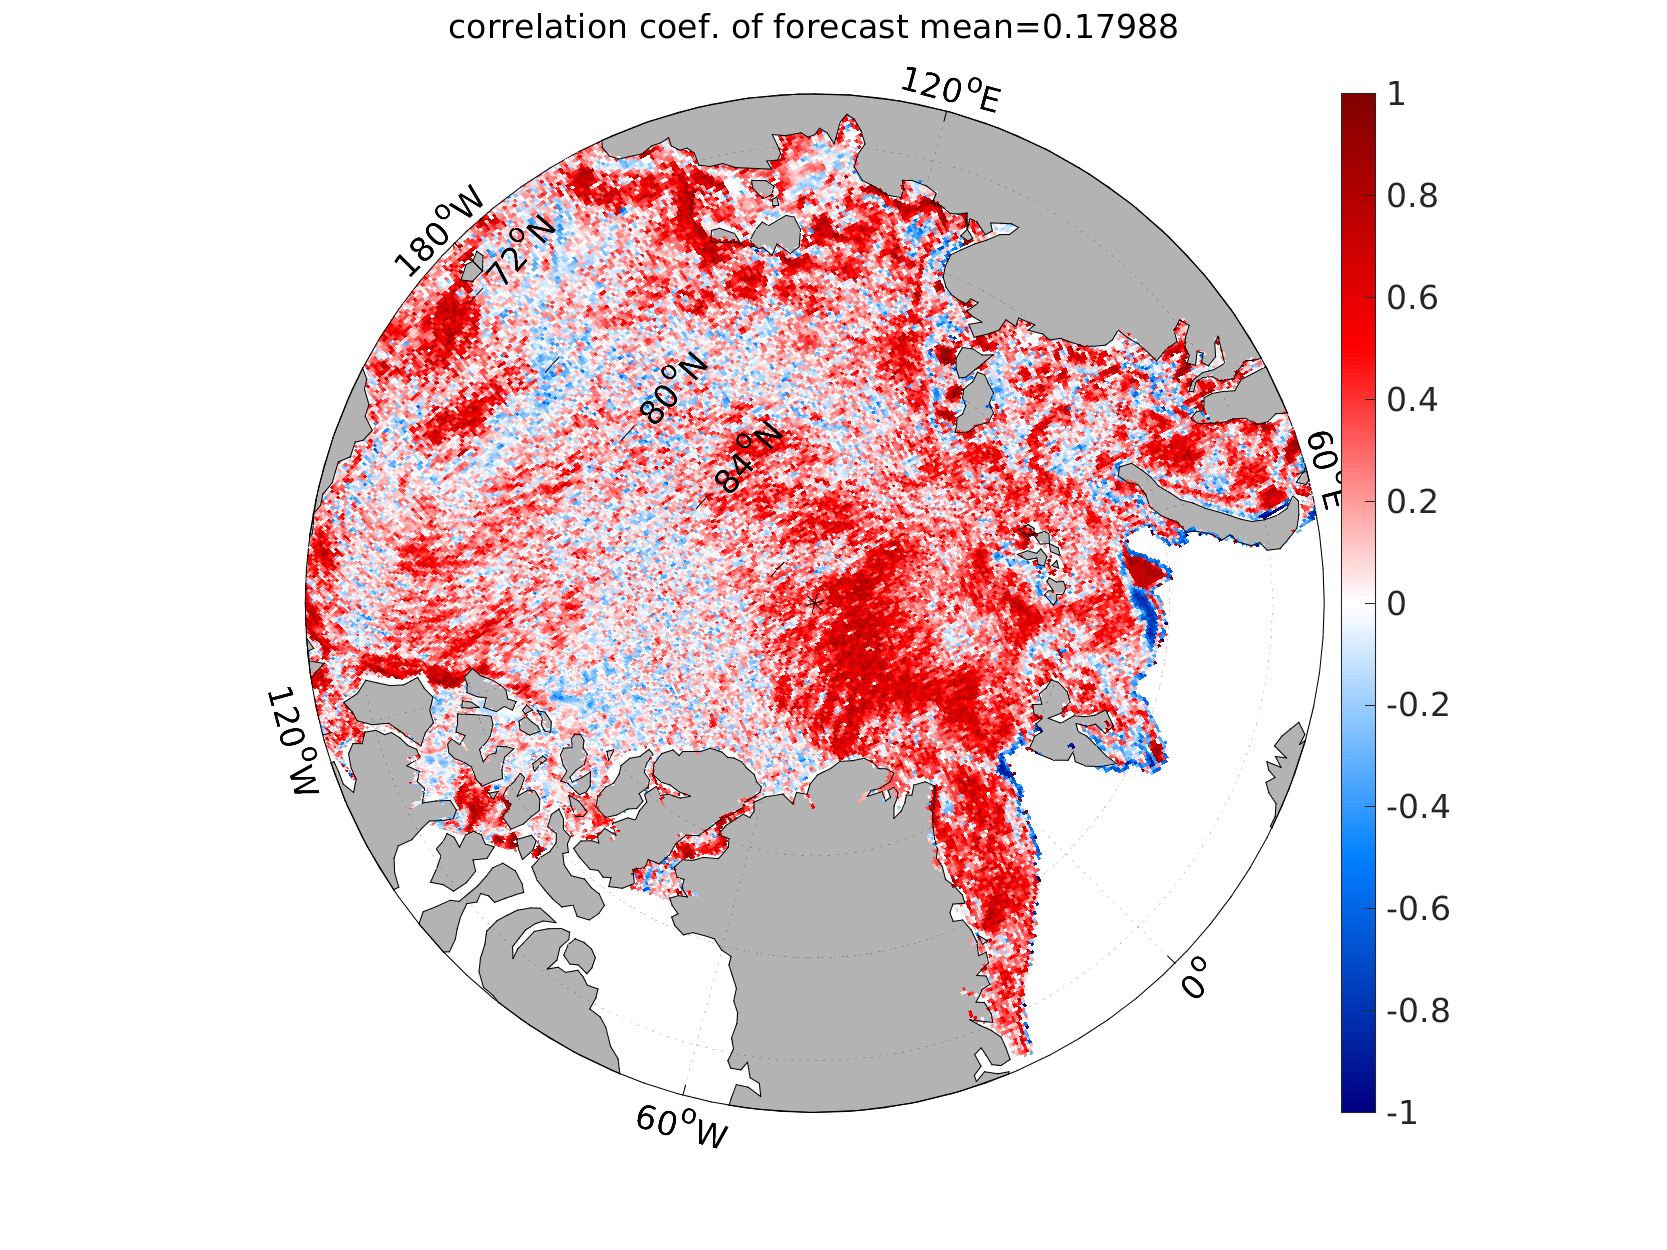 correlation coef. of forecast mean=0.17988
120°E
180°W
72°N
80°N
84°N
60°E
120°W
0°
60°W
1
0.8
0.6
0.4
0.2
0
-0.2
-0.4
-0.6
-0.8
-1